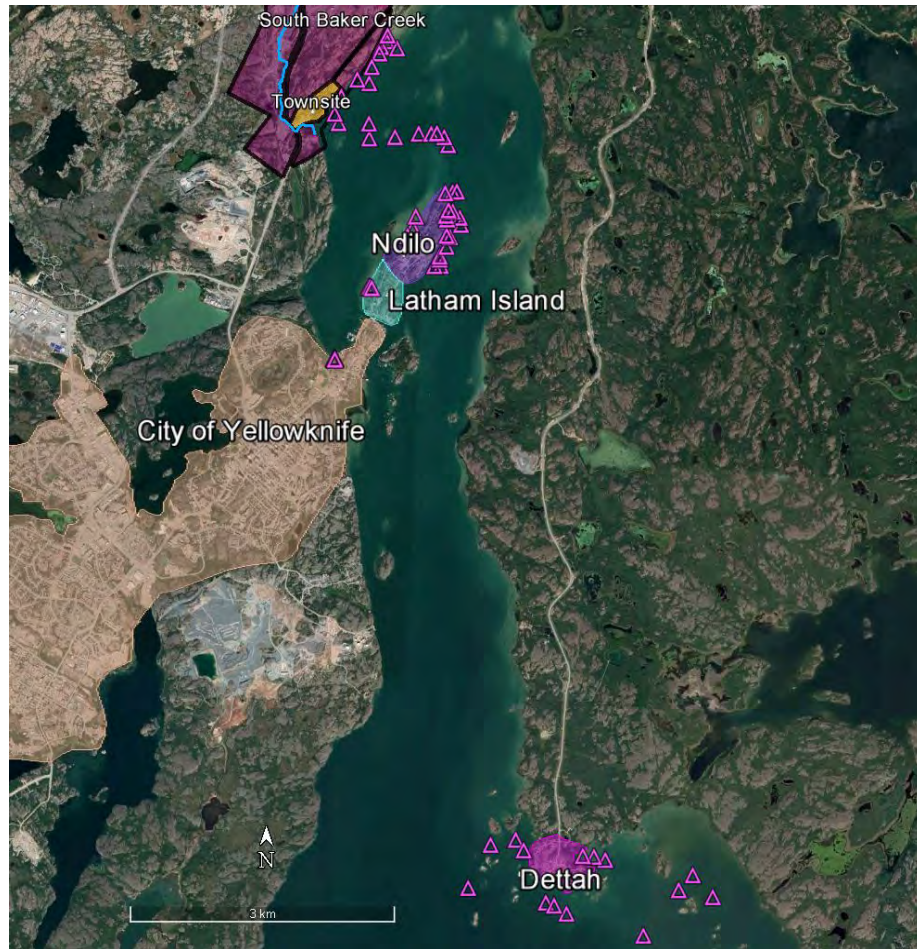 South Baker Creek
Townsite
Ndilo
Latham Island
City of Yellowknife
N
Dettah
3 km